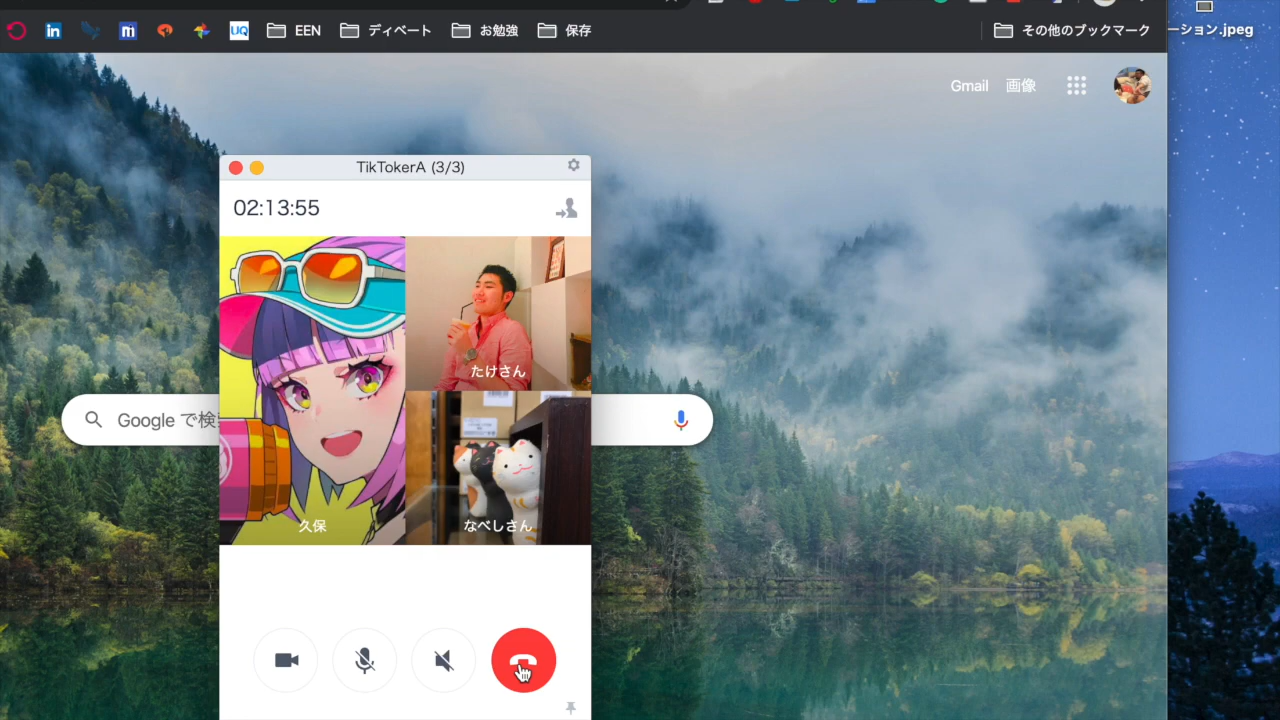 in
m
UQ
EEN
ディベート
お勉強
保存
その他のブックマーク
ーション.jpeg
Gmail
画像
TikTokerA (3/3)
02:13:55
たけさん
Google で検
久保
なべしさん